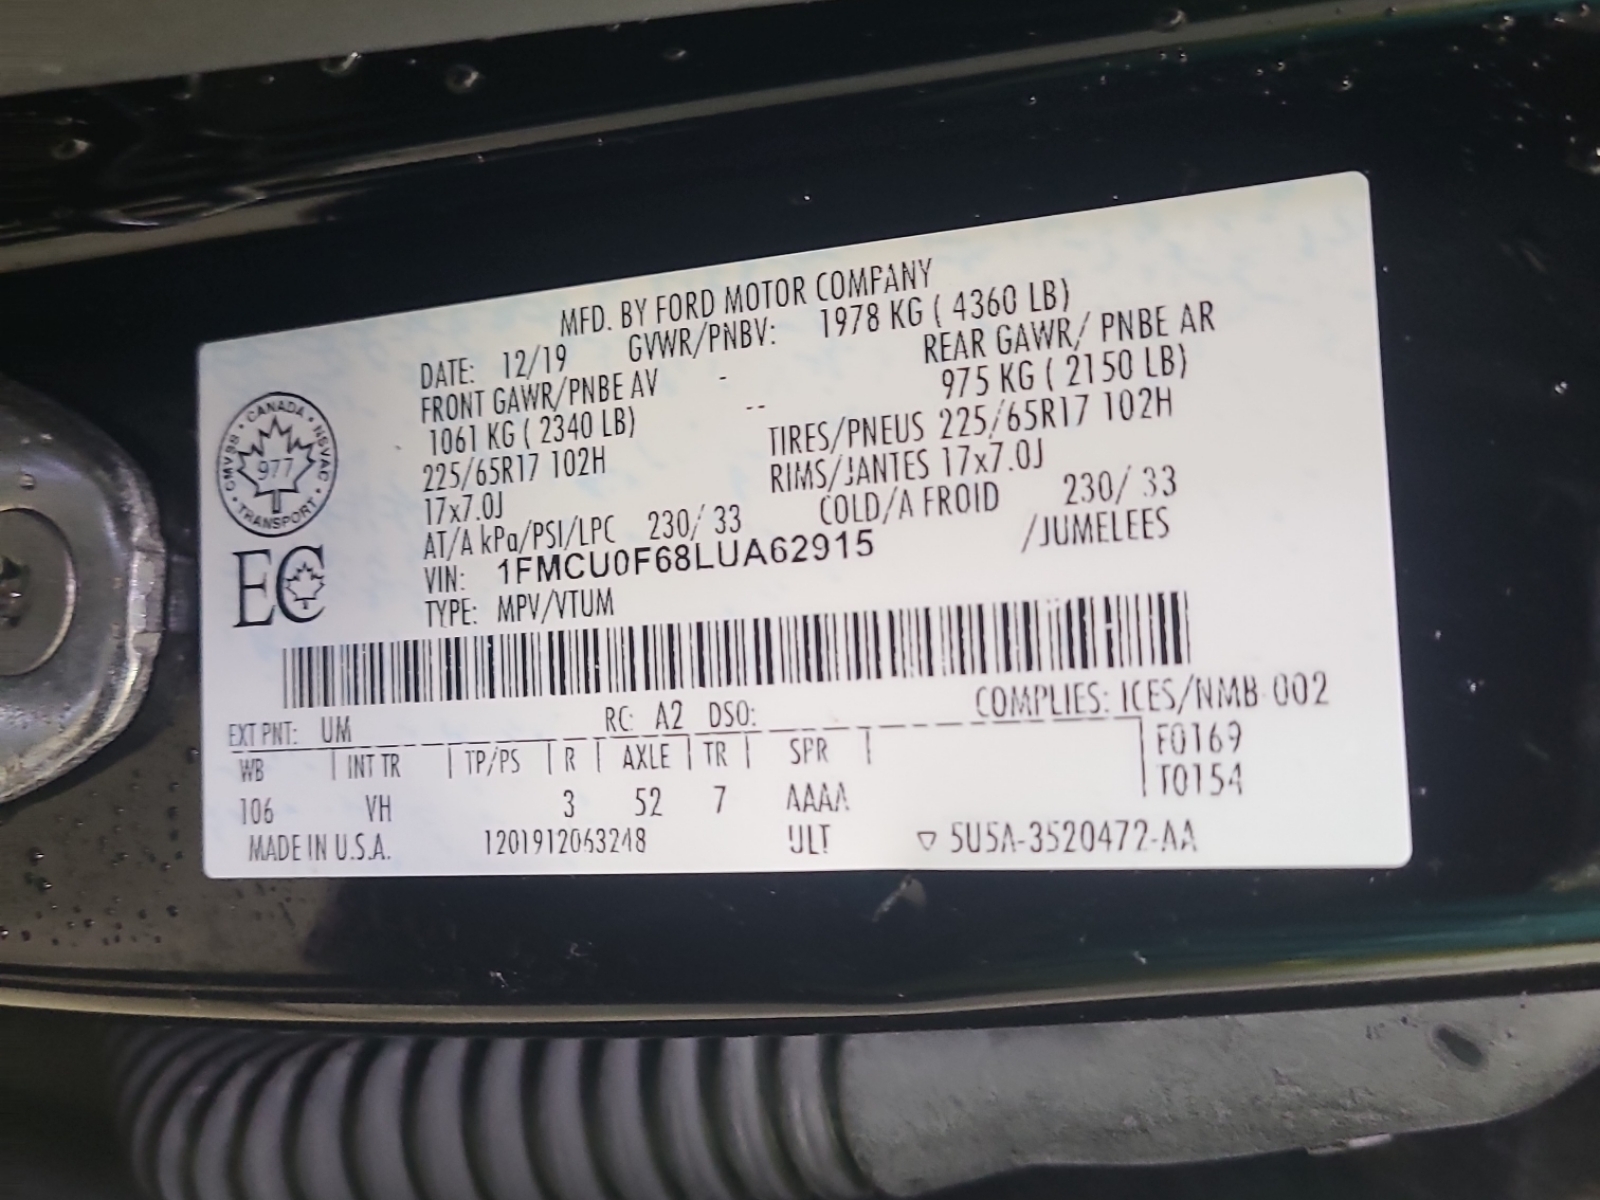 MFD. BY FORD MOTOR COMPANY
DATE: 12/19 GVWR/PNBV: 1978 KG ( 4360 LB)
FRONT GAWR/PNBE AV - REAR GAWR/ PNBE AR
1061 KG ( 2340 LB) -- 975 KG ( 2150 LB)
225/65R17 102H TIRES/PNEUS 225/65R17 102H
17x7.0J RIMS/JANTES 17x7.0J
AT/A kPa/PSI/LPC 230/ 33 COLD/A FROID 230/ 33
VIN: 1FMCU0F68LUA62915 /JUMELEES
TYPE: MPV/VTUM
CANADA · NSVAC · TRANSPORT · CMVSS ·
977
EC
EXT PNT: UM RC: A2 DSO: COMPLIES: ICES/NMB-002
WB | INT TR | TP/PS | R | AXLE | TR | SPR | F0169
T0154
106 VH 3 52 7 AAAA
MADE IN U.S.A. 1201912063248 ULT ▽ 5U5A-3520472-AA